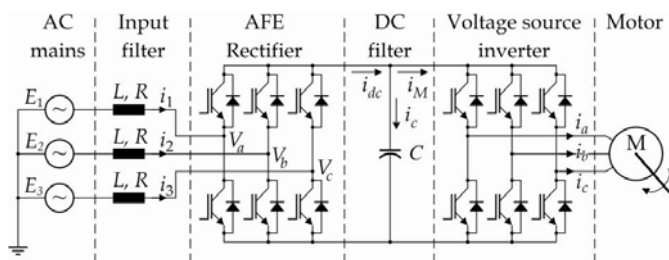 AC mains
Input filter
AFE Rectifier
DC filter
Voltage source inverter
Motor
E1
L, R
i1
E2
L, R
i2
E3
L, R
i3
Va
Vb
Vc
idc
iM
ic
C
ia
ib
ic
M